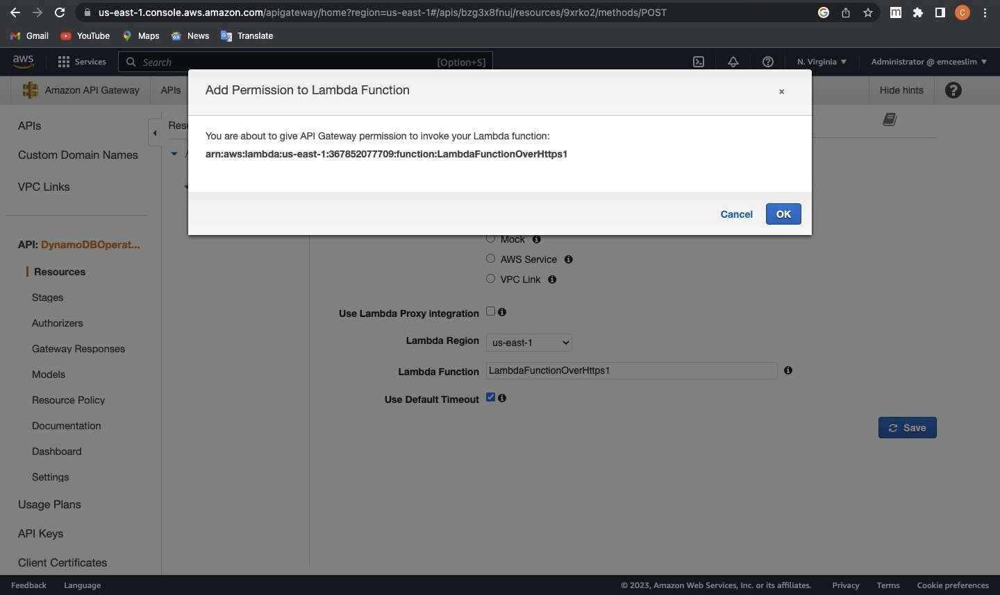 us-east-1.console.aws.amazon.com/apigateway/home?region=us-east-1#/apis/bzg3x8fnuj/resources/9xrko2/methods/POST
Gmail YouTube Maps News Translate
aws Services Search [Option+S] N. Virginia Administrator @ emceeslim
Amazon API Gateway APIs Hide hints
Add Permission to Lambda Function
You are about to give API Gateway permission to invoke your Lambda function:
arn:aws:lambda:us-east-1:367852077709:function:LambdaFunctionOverHttps1
Cancel OK
APIs
Custom Domain Names
VPC Links
API: DynamoDBOperat...
Resources
Stages
Authorizers
Gateway Responses
Models
Resource Policy
Documentation
Dashboard
Settings
Usage Plans
API Keys
Client Certificates
Mock
AWS Service
VPC Link
Use Lambda Proxy integration
Lambda Region us-east-1
Lambda Function LambdaFunctionOverHttps1
Use Default Timeout
Save
Feedback Language © 2023, Amazon Web Services, Inc. or its affiliates. Privacy Terms Cookie preferences